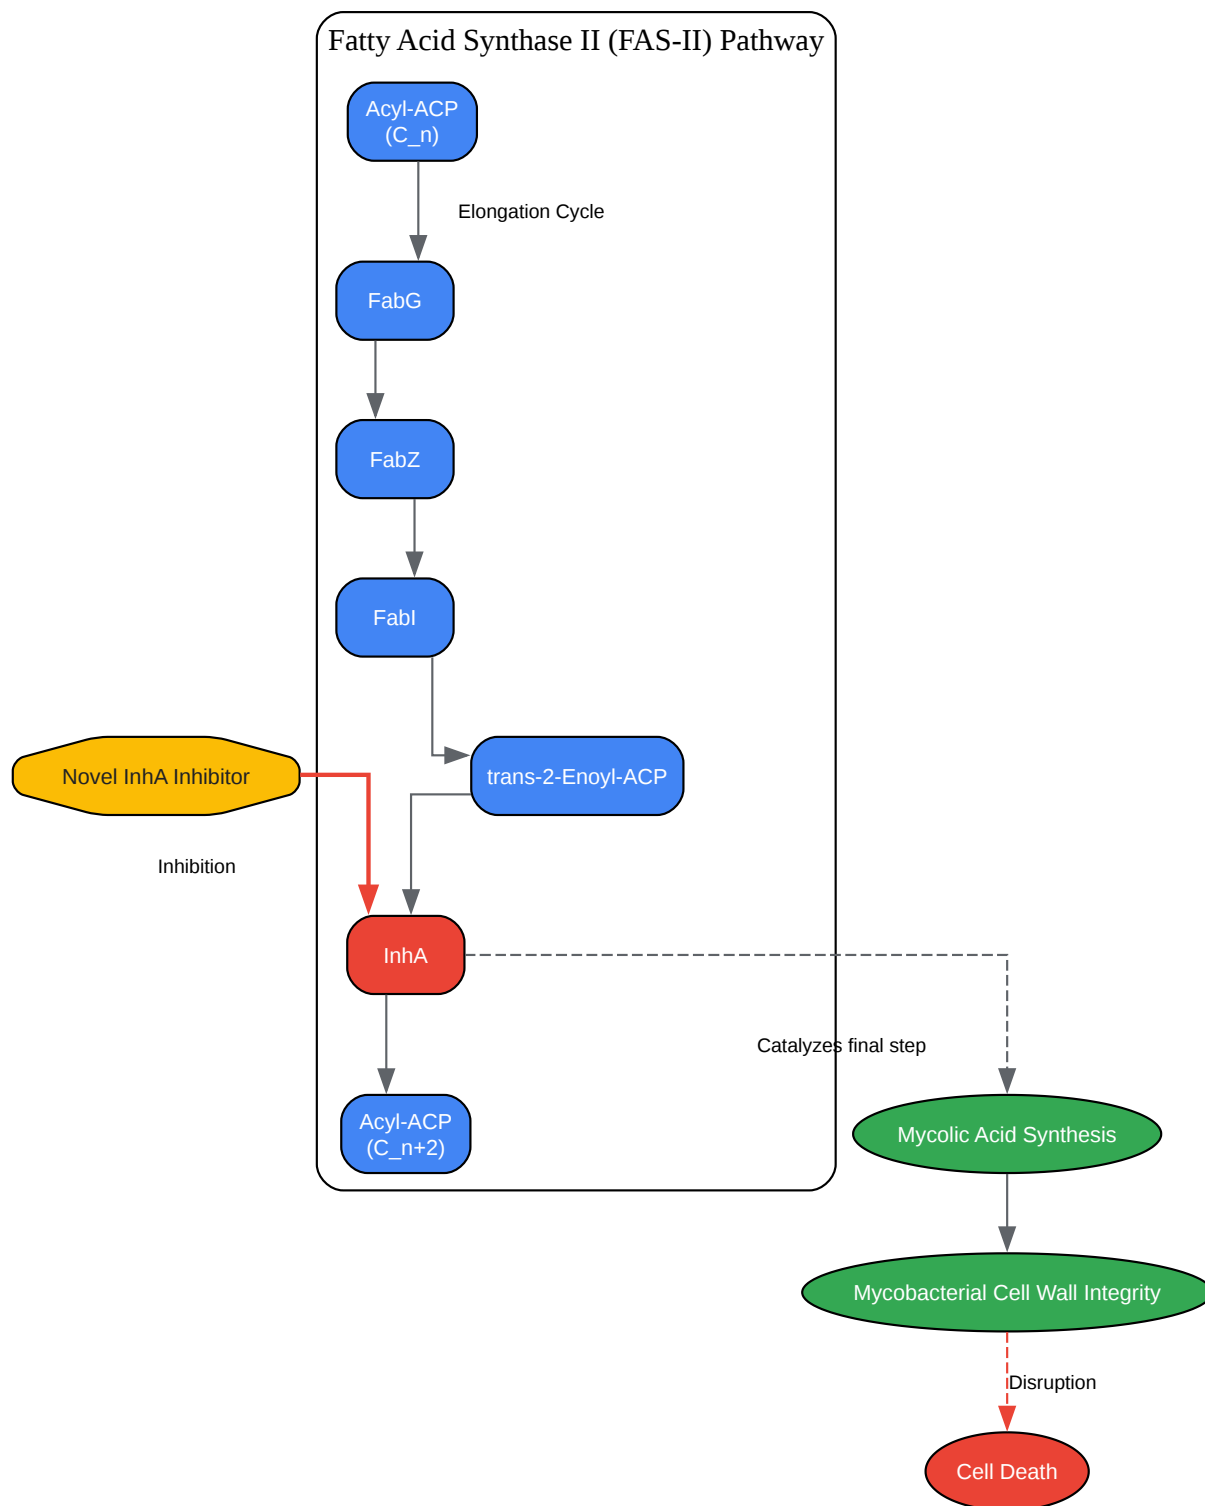 Fatty Acid Synthase II (FAS-II) Pathway
Acyl-ACP
(C_n)
Elongation Cycle
FabG
FabZ
FabI
Novel InhA Inhibitor
trans-2-Enoyl-ACP
Inhibition
InhA
Catalyzes final step
Acyl-ACP
(C_n+2)
Mycolic Acid Synthesis
Mycobacterial Cell Wall Integrity
Disruption
Cell Death